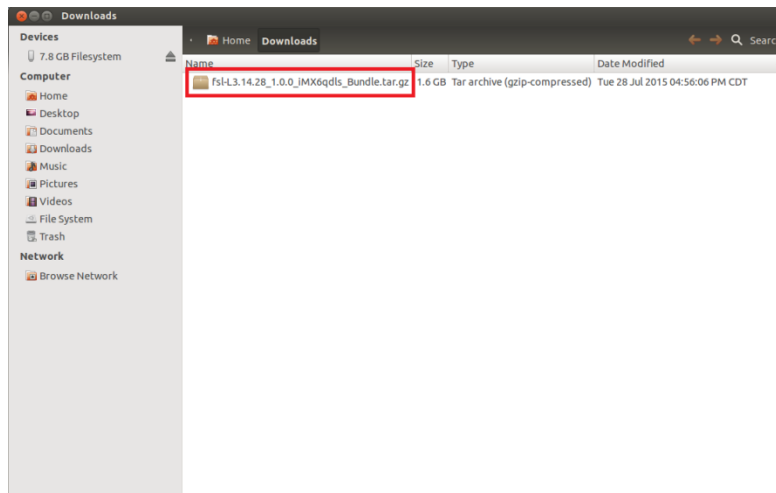 Downloads
Devices
7.8 GB Filesystem
Computer
Home
Desktop
Documents
Downloads
Music
Pictures
Videos
File System
Trash
Network
Browse Network
Home Downloads Searc
Name Size Type Date Modified
fsl-L3.14.28_1.0.0_iMX6qdls_Bundle.tar.gz 1.6 GB Tar archive (gzip-compressed) Tue 28 Jul 2015 04:56:06 PM CDT